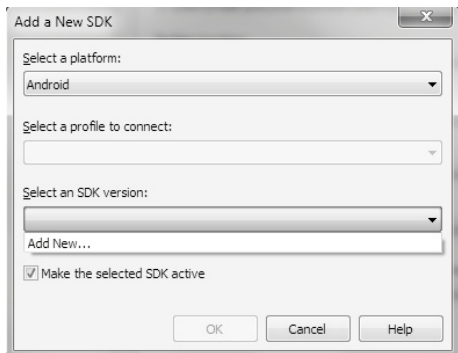 Add a New SDK
Select a platform:
Android
Select a profile to connect:
Select an SDK version:
Add New...
Make the selected SDK active
OK
Cancel
Help